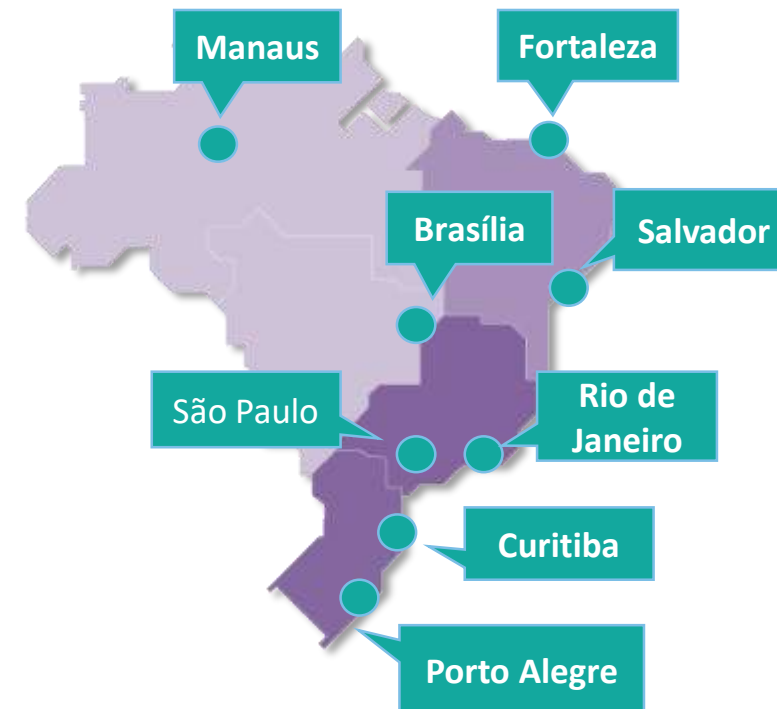 Manaus
Fortaleza
Brasília
Salvador
São Paulo
Rio de
Janeiro
Curitiba
Porto Alegre